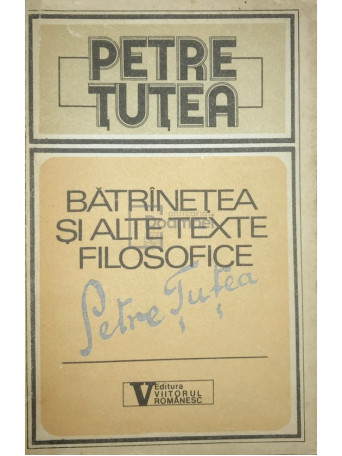 PETRE
ȚUȚEA
BĂTRÎNEȚEA
ȘI ALTE TEXTE
FILOSOFICE
Petre Țuțea
V Editura
VIITORUL
ROMÂNESC